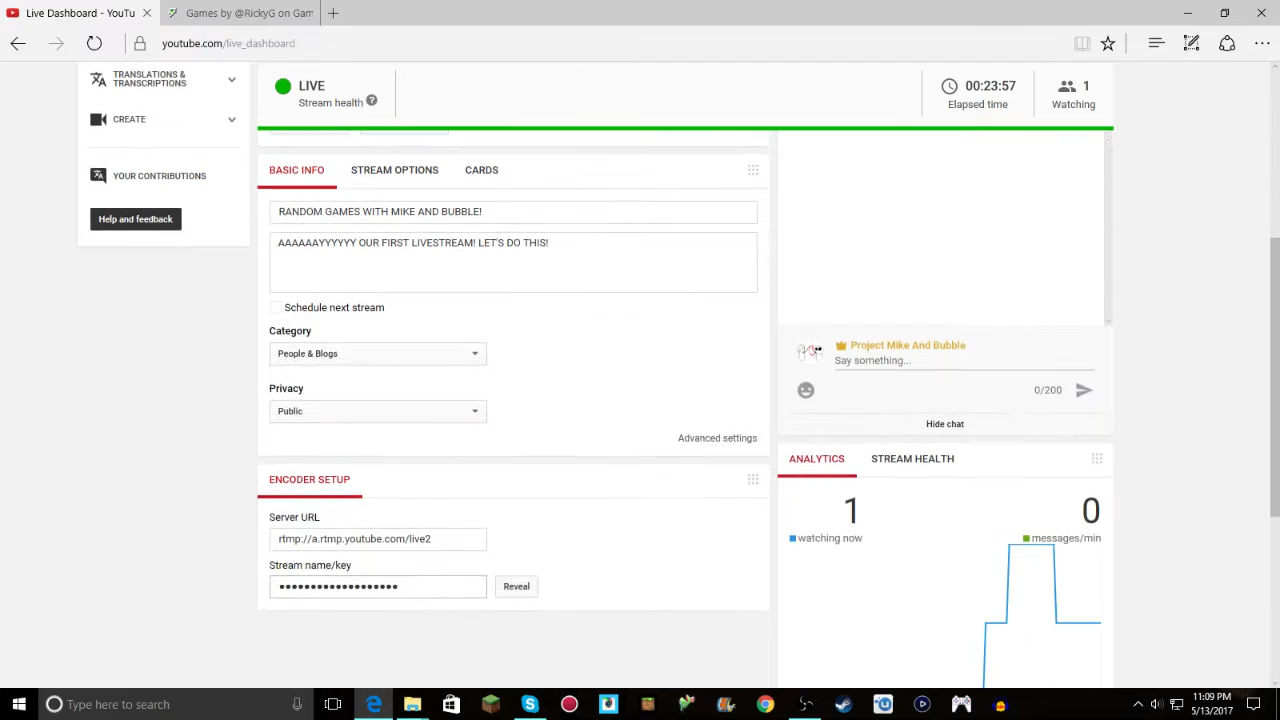 Live Dashboard - YouTu
Games by @RickyG on Gam
youtube.com/live_dashboard
TRANSLATIONS &
TRANSCRIPTIONS
CREATE
YOUR CONTRIBUTIONS
Help and feedback
LIVE
Stream health ?
00:23:57
Elapsed time
1
Watching
BASIC INFO
STREAM OPTIONS
CARDS
RANDOM GAMES WITH MIKE AND BUBBLE!
AAAAAAYYYYYY OUR FIRST LIVESTREAM! LET'S DO THIS!
Schedule next stream
Category
People & Blogs
Privacy
Public
Advanced settings
ENCODER SETUP
Server URL
rtmp://a.rtmp.youtube.com/live2
Stream name/key
Reveal
Project Mike And Bubble
Say something...
0/200
Hide chat
ANALYTICS
STREAM HEALTH
1
watching now
0
messages/min
Type here to search
11:09 PM
5/13/2017